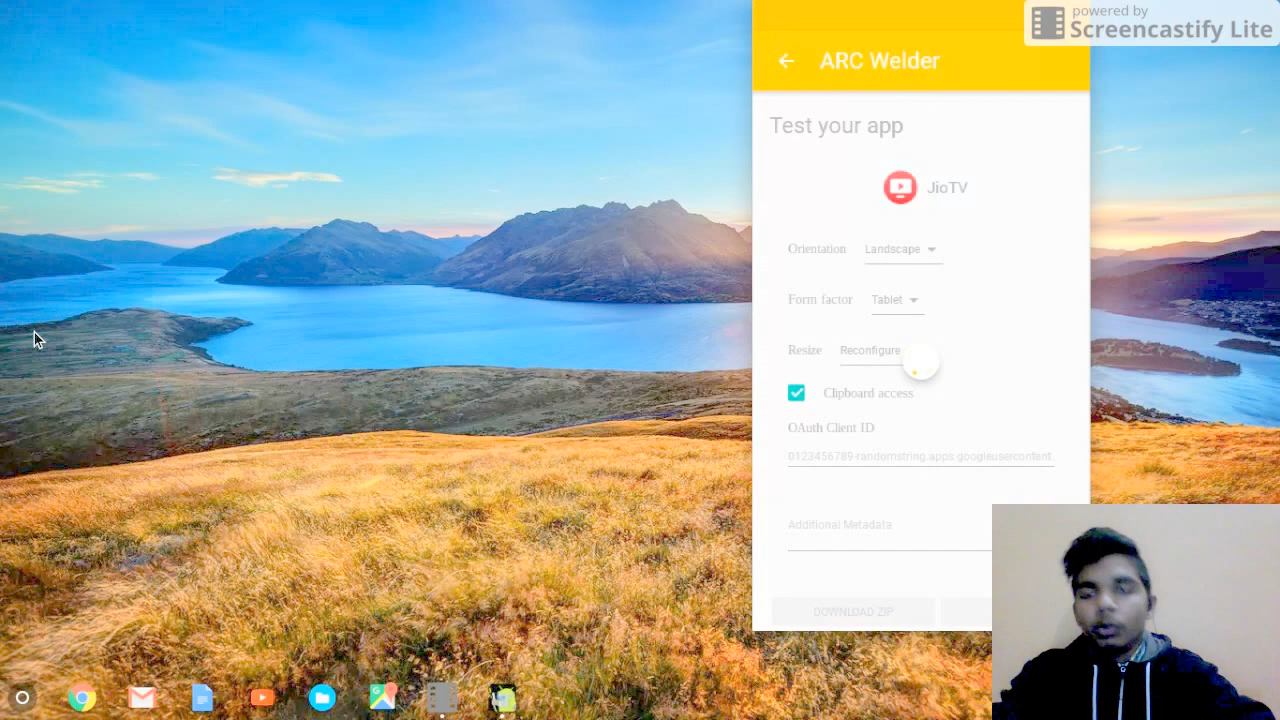 powered by
Screencastify Lite
ARC Welder
Test your app
JioTV
Orientation Landscape
Form factor Tablet
Resize Reconfigure
Clipboard access
OAuth Client ID
0123456789-randomstring.apps.googleusercontent
Additional Metadata
DOWNLOAD ZIP